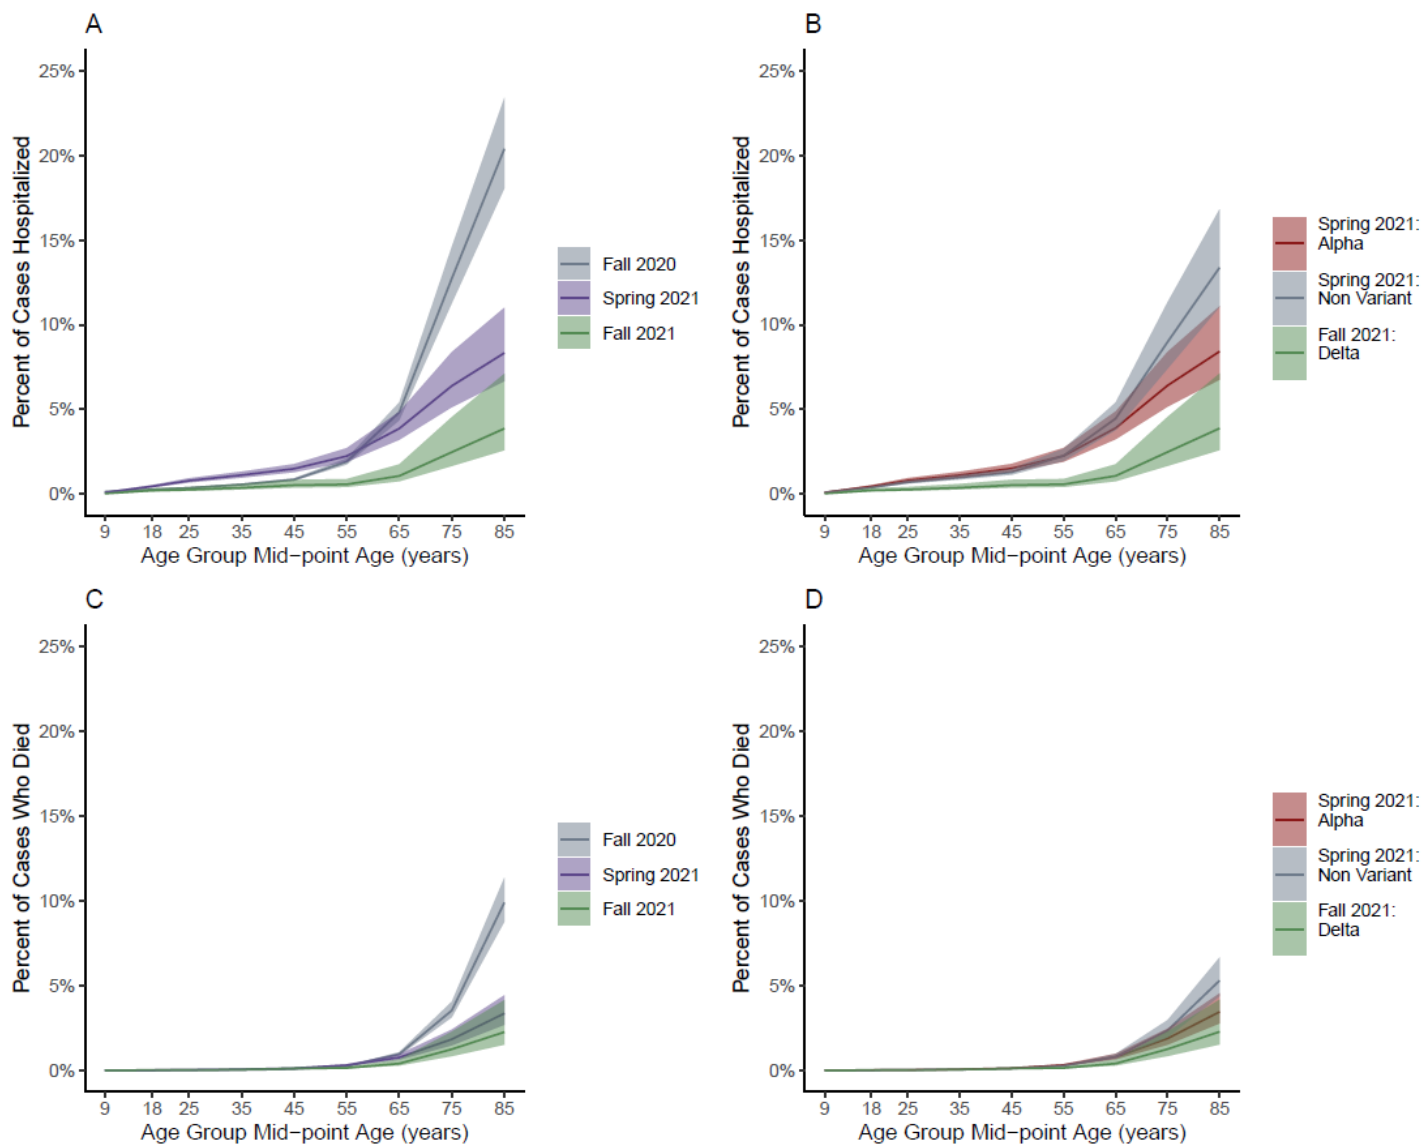 A
Percent of Cases Hospitalized
25%
20%
15%
10%
5%
0%
9 18 25 35 45 55 65 75 85
Age Group Mid−point Age (years)
Fall 2020
Spring 2021
Fall 2021
B
Percent of Cases Hospitalized
25%
20%
15%
10%
5%
0%
9 18 25 35 45 55 65 75 85
Age Group Mid−point Age (years)
Spring 2021:
Alpha
Spring 2021:
Non Variant
Fall 2021:
Delta
C
Percent of Cases Who Died
25%
20%
15%
10%
5%
0%
9 18 25 35 45 55 65 75 85
Age Group Mid−point Age (years)
Fall 2020
Spring 2021
Fall 2021
D
Percent of Cases Who Died
25%
20%
15%
10%
5%
0%
9 18 25 35 45 55 65 75 85
Age Group Mid−point Age (years)
Spring 2021:
Alpha
Spring 2021:
Non Variant
Fall 2021:
Delta